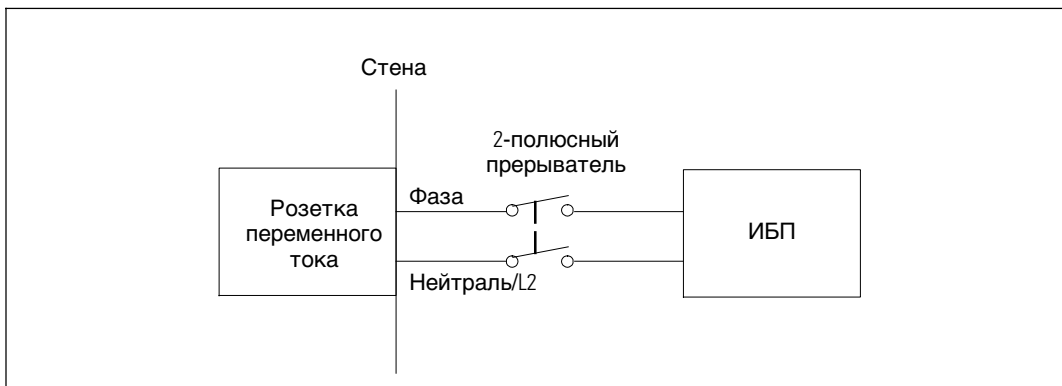 Стена
2-полюсный
прерыватель
Фаза
Розетка
переменного
тока
ИБП
Нейтраль/L2